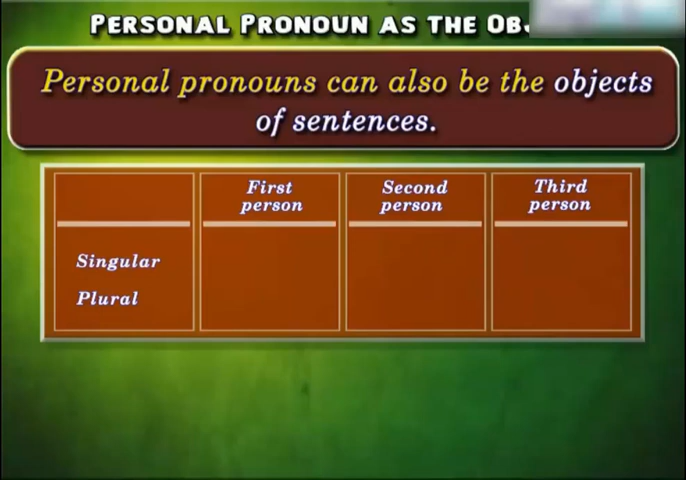 PERSONAL PRONOUN AS THE
Personal pronouns can also be the objects
of sentences.
First person
Second person
Third person
Singular
Plural